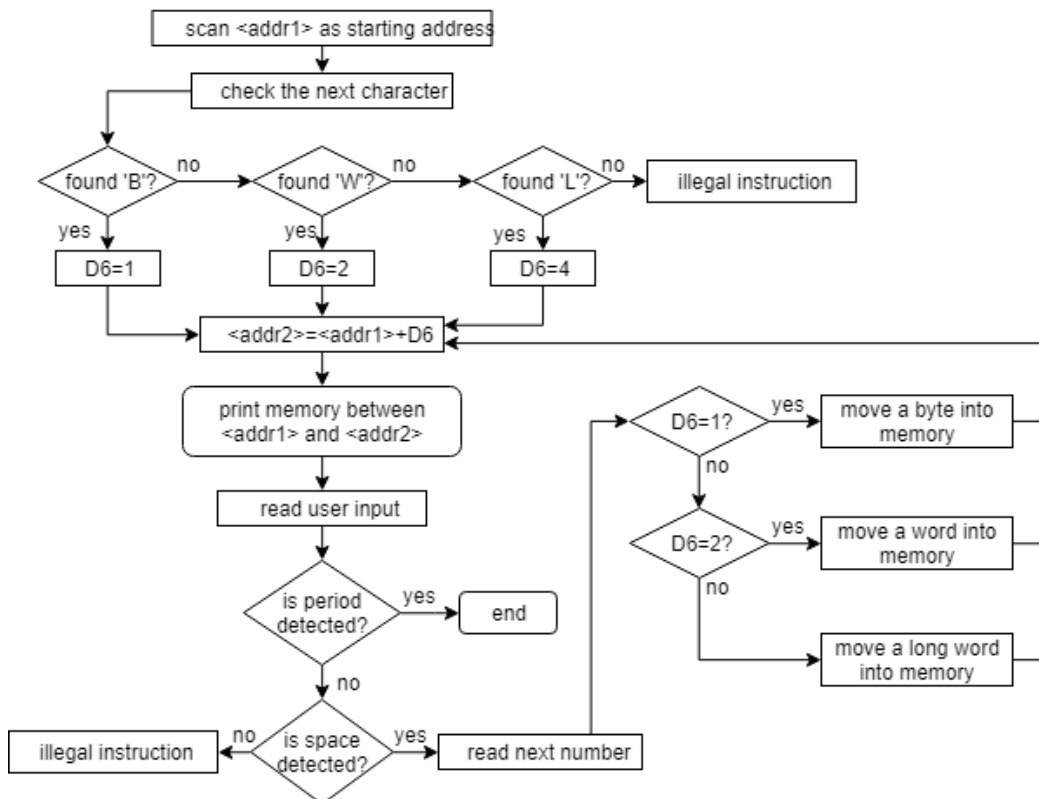 scan <addr1> as starting address
check the next character
found 'B'?
no
found 'W'?
no
found 'L'?
no
illegal instruction
yes
yes
yes
D6=1
D6=2
D6=4
<addr2>=<addr1>+D6
print memory between
<addr1> and <addr2>
read user input
is period
detected?
yes
end
no
is space
detected?
no
illegal instruction
yes
read next number
D6=1?
yes
move a byte into
memory
no
D6=2?
yes
move a word into
memory
no
move a long word
into memory